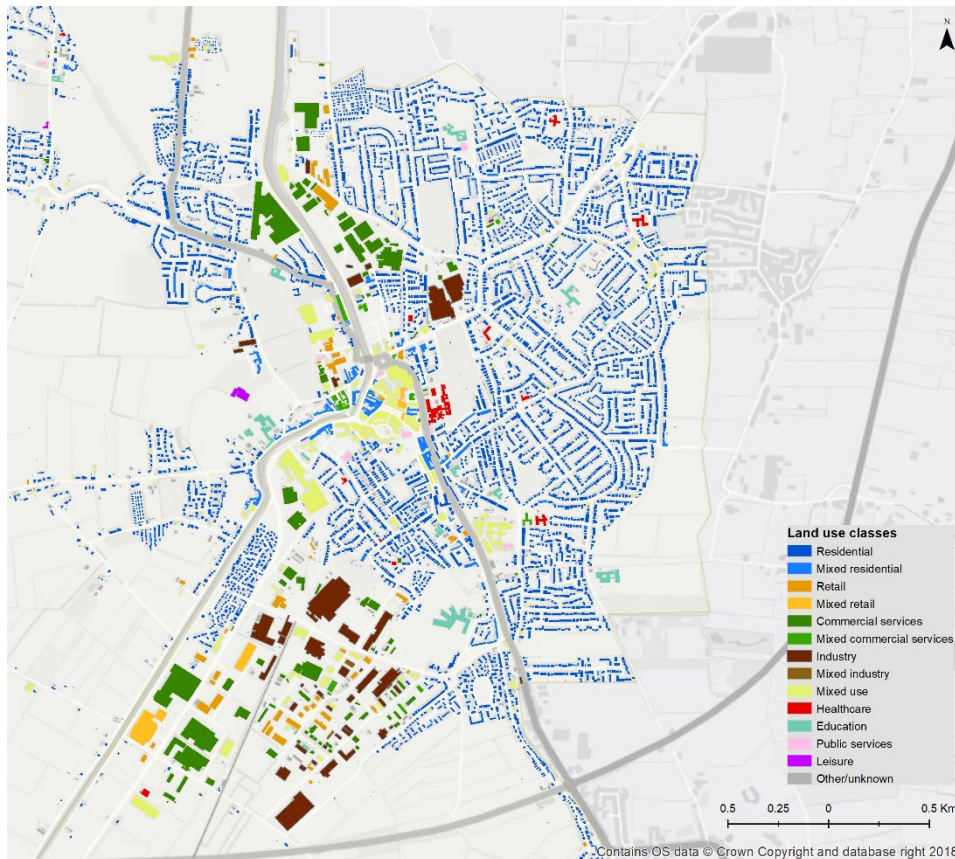 N
Land use classes
Residential
Mixed residential
Retail
Mixed retail
Commercial services
Mixed commercial services
Industry
Mixed industry
Mixed use
Healthcare
Education
Public services
Leisure
Other/unknown
0.5 0.25 0 0.5 Km
Contains OS data © Crown Copyright and database right 2018